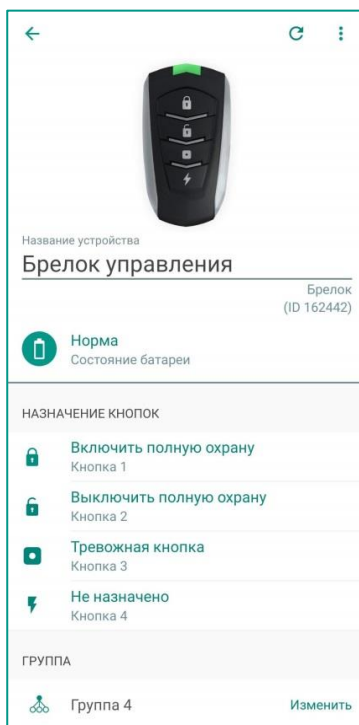 Название устройства
Брелок управления
Брелок
(ID 162442)
Норма
Состояние батареи
НАЗНАЧЕНИЕ КНОПОК
Включить полную охрану
Кнопка 1
Выключить полную охрану
Кнопка 2
Тревожная кнопка
Кнопка 3
Не назначено
Кнопка 4
ГРУППА
Группа 4 Изменить